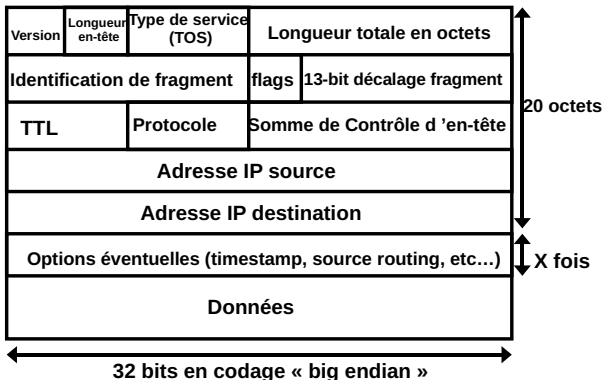 Version
Longueur
en-tête
Type de service
(TOS)
Longueur totale en octets
Identification de fragment
flags
13-bit décalage fragment
20 octets
TTL
Protocole
Somme de Contrôle d ’en-tête
Adresse IP source
Adresse IP destination
Options éventuelles (timestamp, source routing, etc…)
X fois
Données
32 bits en codage « big endian »